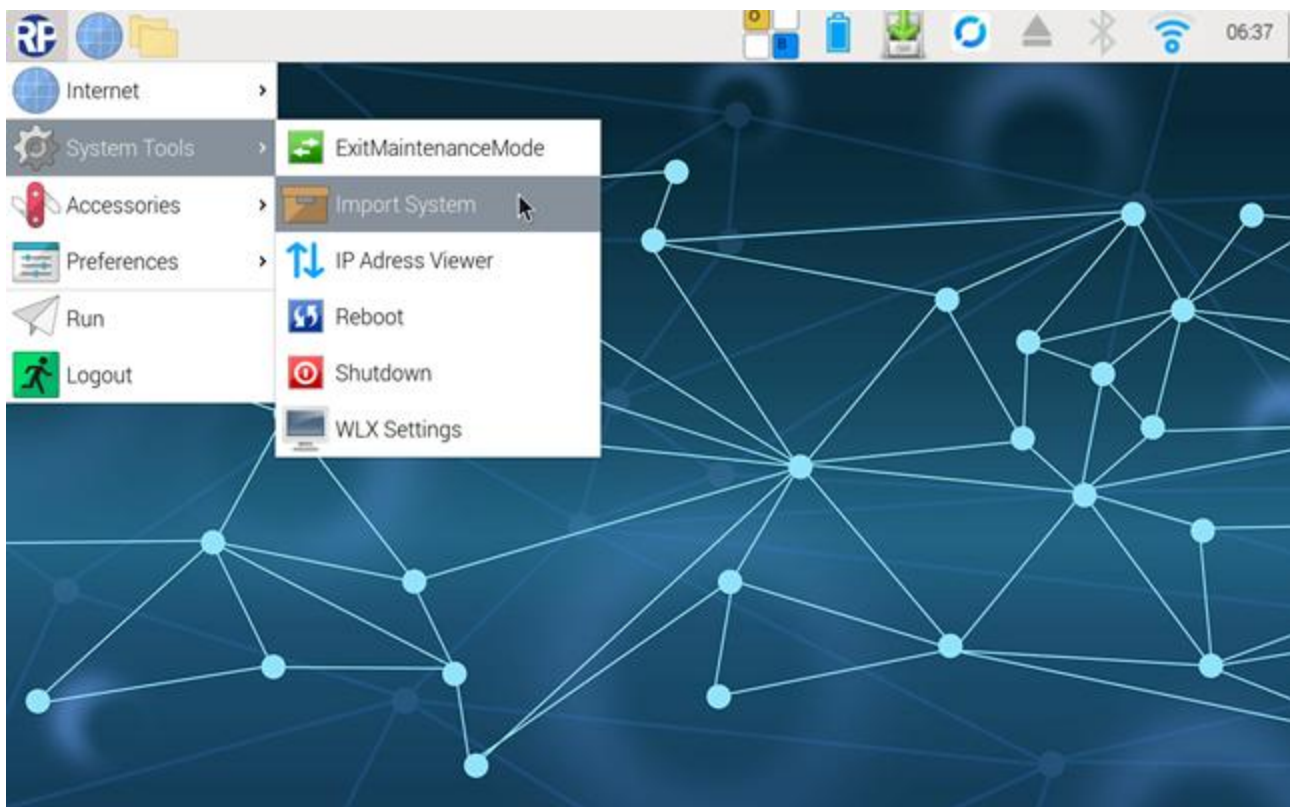 RP
O
B
06:37
Internet
System Tools
Accessories
Preferences
Run
Logout
ExitMaintenanceMode
Import System
IP Adress Viewer
Reboot
Shutdown
WLX Settings